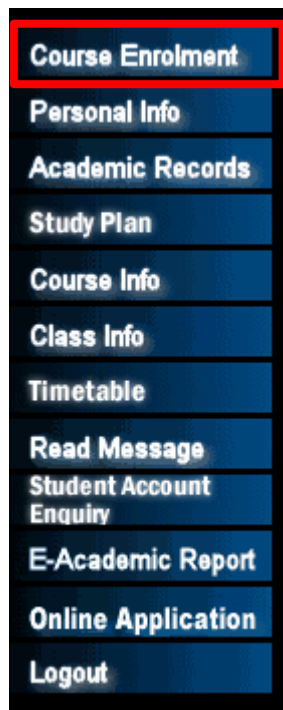 Course Enrolment
Personal Info
Academic Records
Study Plan
Course Info
Class Info
Timetable
Read Message
Student Account
Enquiry
E-Academic Report
Online Application
Logout